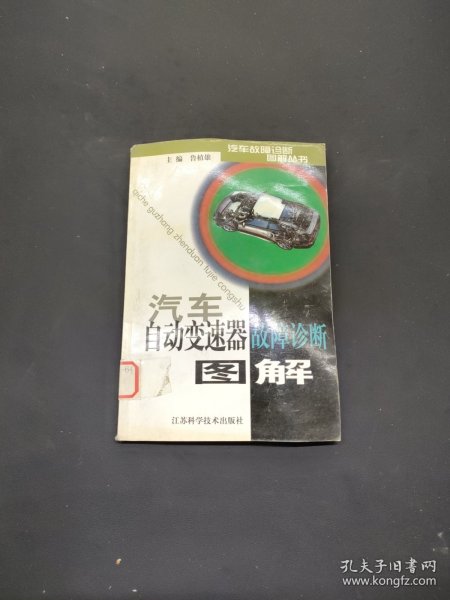 汽车故障诊断
图解丛书
主编 鲁植雄
qiche guzhang zhenduan tujie congshu
汽车
自动变速器故障诊断
图解
江苏科学技术出版社
孔夫子旧书网
www.kongfz.com